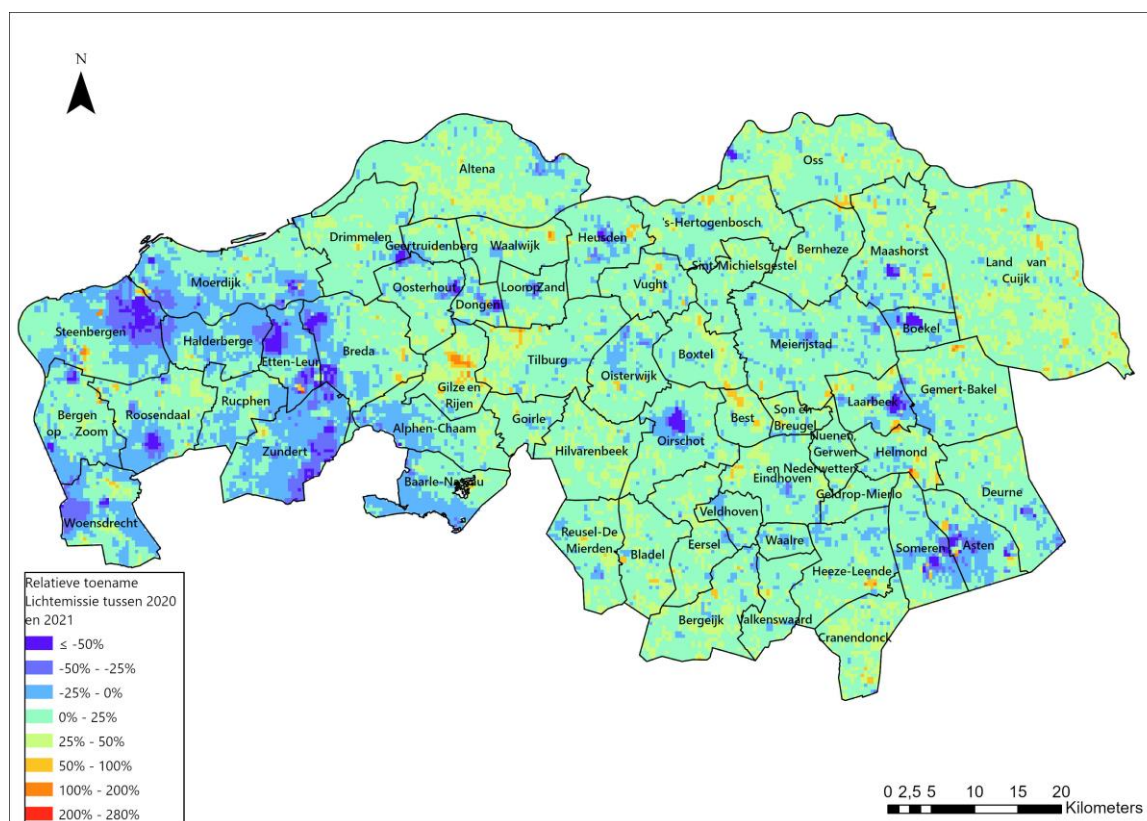 N
Altena
Oss
Drimmelen
's-Hertogenbosch
Geertruidenberg
Waalwijk
Heusden
Bernheze
Maashorst
Land van
Cuijk
Sint-Michielsgestel
Moerdijk
Oosterhout
Dongen
Loon op Zand
Vught
Steenbergen
Halderberge
Etten-Leur
Breda
Tilburg
Oisterwijk
Boxtel
Meierijstad
Boekel
Gilze en
Rijen
Gemert-Bakel
Bergen
op Zoom
Roosendaal
Rucphen
Alphen-Chaam
Goirle
Oirschot
Best
Son en
Breugel
Laarbeek
Zundert
Hilvarenbeek
Nuenen,
Gerwen
en Nederwetten
Helmond
Eindhoven
Baarle-Nassau
Geldrop-Mierlo
Deurne
Woensdrecht
Veldhoven
Reusel-De
Mierden
Bladel
Eersel
Waalre
Someren
Asten
Heeze-Leende
Bergeijk
Valkenswaard
Cranendonck
Relatieve toename
Lichtemissie tussen 2020
en 2021
≤ -50%
-50% - -25%
-25% - 0%
0% - 25%
25% - 50%
50% - 100%
100% - 200%
200% - 280%
0 2,5 5 10 15 20
Kilometers